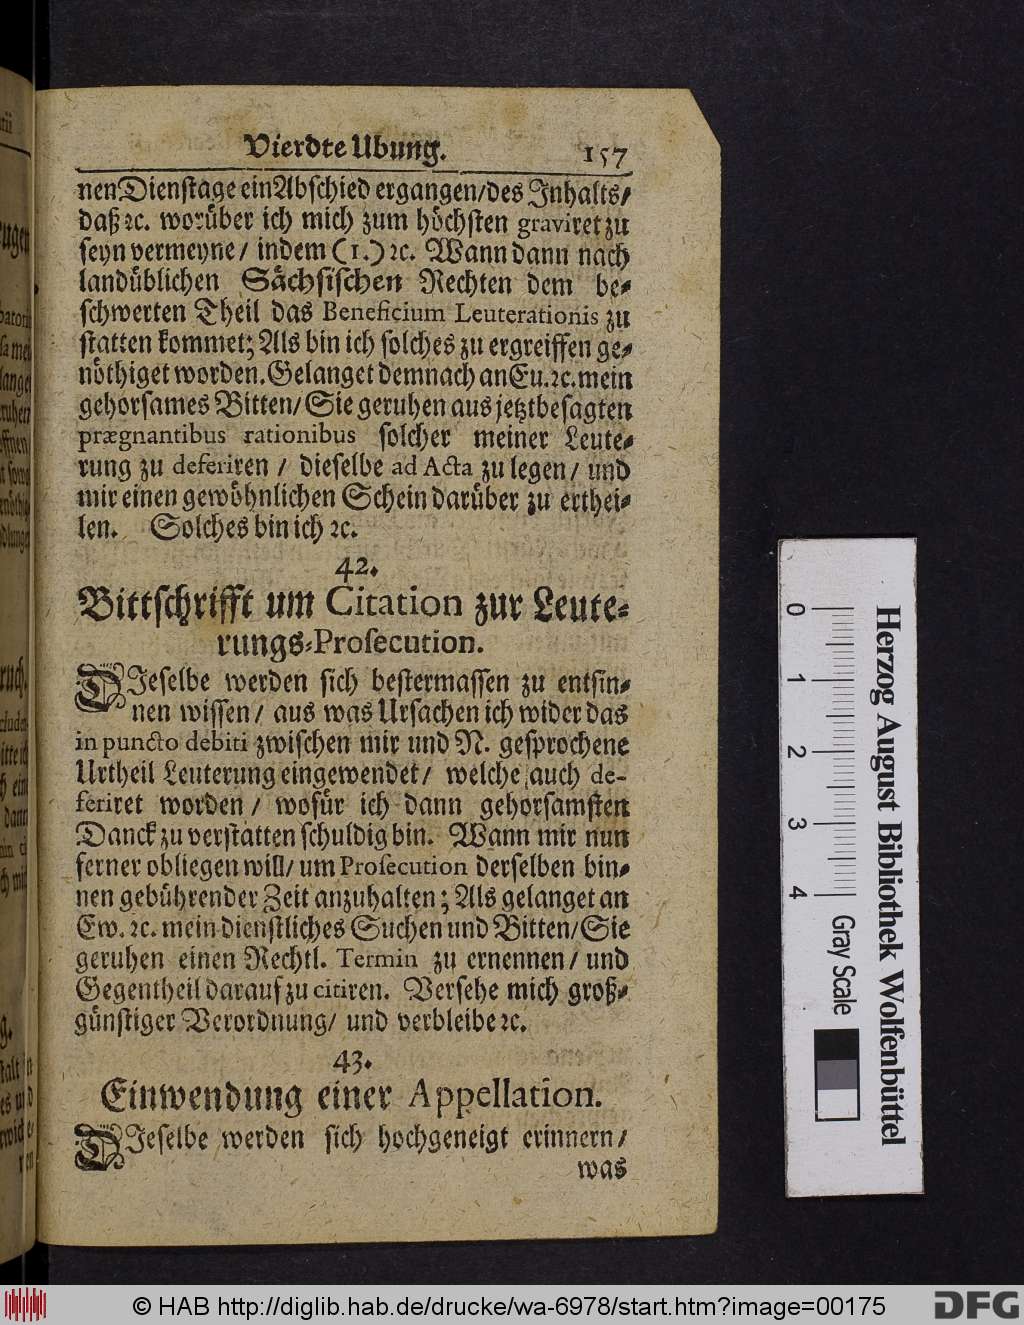 Vierdte Ubung. 157
nen Dienstage ein Abschied ergangen/ des Inhalts/
daß ꝛc. worüber ich mich zum höchsten graviret zu
seyn vermeyne/ indem (1.) ꝛc. Wann dann nach
landüblichen Sächsischen Rechten dem be-
schwerten Theil das Beneficium Leuterationis zu
statten kommet; Als bin ich solches zu ergreiffen ge-
nöthiget worden. Gelanget demnach an Eu. ꝛc. mein
gehorsames Bitten/ Sie geruhen aus jetztbesagten
prægnantibus rationibus solcher meiner Leute-
rung zu deferiren / dieselbe ad Acta zu legen/ und
mir einen gewöhnlichen Schein darüber zu erthei-
len. Solches bin ich ꝛc.
42.
Bittschrifft um Citation zur Leute-
rungs-Prosecution.
DIeselbe werden sich bestermassen zu entsin-
nen wissen/ aus was Ursachen ich wider das
in puncto debiti zwischen mir und N. gesprochene
Urtheil Leuterung eingewendet/ welche auch de-
feriret worden/ wofür ich dann gehorsamsten
Danck zu verstatten schuldig bin. Wann mir nun
ferner obliegen will/ um Prosecution derselben bin-
nen gebührender Zeit anzuhalten; Als gelanget an
Ew. ꝛc. mein dienstliches Suchen und Bitten/ Sie
geruhen einen Rechtl. Termin zu ernennen/ und
Gegentheil darauf zu citiren. Versehe mich groß-
günstiger Verordnung/ und verbleibe ꝛc.
43.
Einwendung einer Appellation.
DIeselbe werden sich hochgeneigt erinnern/
was
0 1 2 3 4 Gray Scale
Herzog August Bibliothek Wolfenbüttel
© HAB http://diglib.hab.de/drucke/wa-6978/start.htm?image=00175
DFG